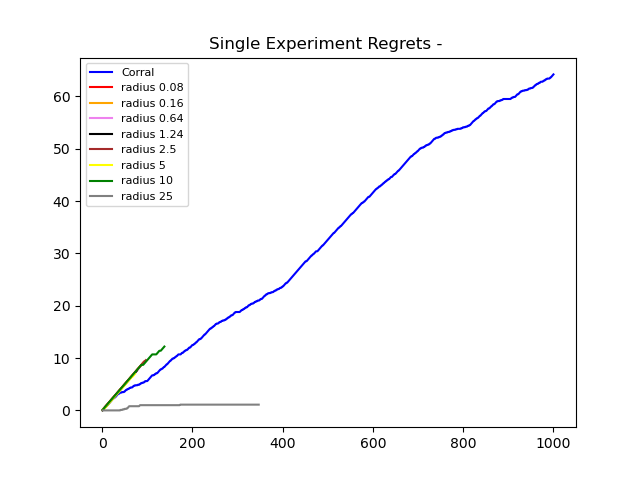 Single Experiment Regrets -
Corral
radius 0.08
radius 0.16
radius 0.64
radius 1.24
radius 2.5
radius 5
radius 10
radius 25
60
50
40
30
20
10
0
0 200 400 600 800 1000